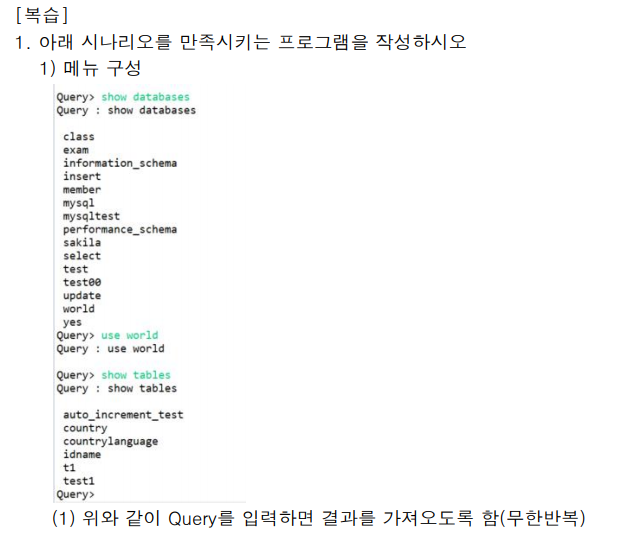 [복습]
1. 아래 시나리오를 만족시키는 프로그램을 작성하시오
1) 메뉴 구성
Query> show databases
Query : show databases
class
exam
information_schema
insert
member
mysql
mysqltest
performance_schema
sakila
select
test
test00
update
world
yes
Query> use world
Query : use world
Query> show tables
Query : show tables
auto_increment_test
country
countrylanguage
idname
t1
test1
Query>
(1) 위와 같이 Query를 입력하면 결과를 가져오도록 함(무한반복)